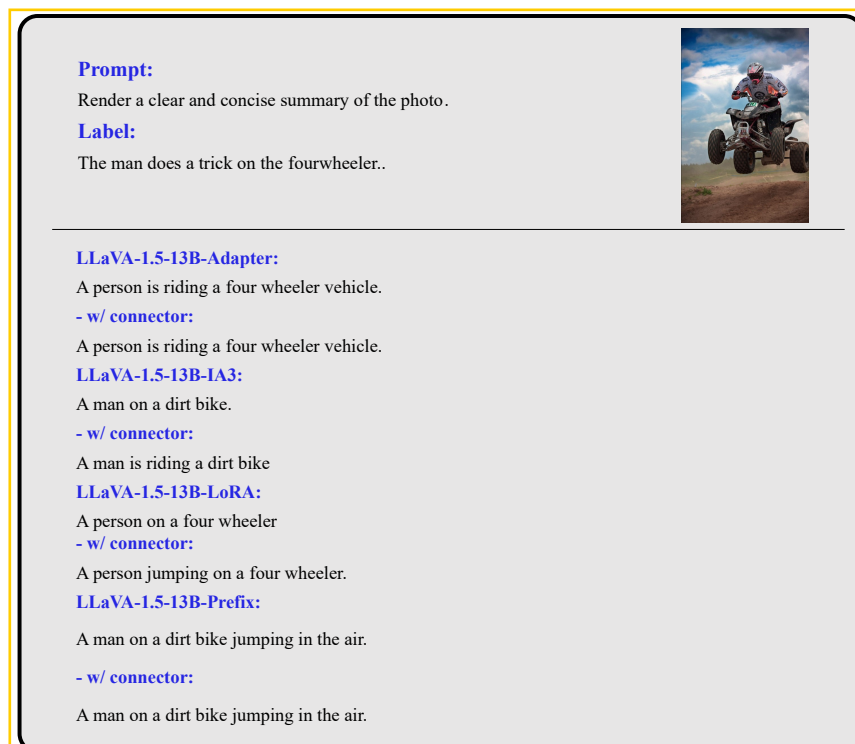 Prompt:
Render a clear and concise summary of the photo.
Label:
The man does a trick on the fourwheeler..
LLaVA-1.5-13B-Adapter:
A person is riding a four wheeler vehicle.
- w/ connector:
A person is riding a four wheeler vehicle.
LLaVA-1.5-13B-IA3:
A man on a dirt bike.
- w/ connector:
A man is riding a dirt bike
LLaVA-1.5-13B-LoRA:
A person on a four wheeler
- w/ connector:
A person jumping on a four wheeler.
LLaVA-1.5-13B-Prefix:
A man on a dirt bike jumping in the air.
- w/ connector:
A man on a dirt bike jumping in the air.